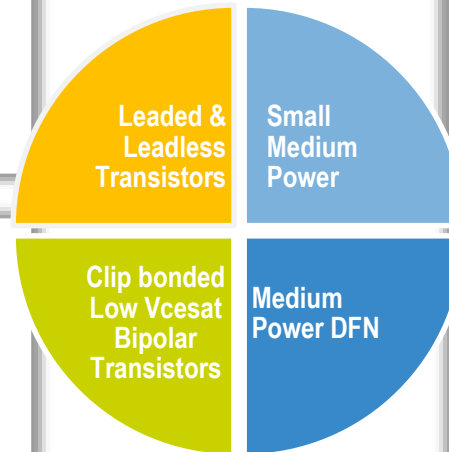 Leaded &
Leadless
Transistors
Small
Medium
Power
Clip bonded
Low Vcesat
Bipolar
Transistors
Medium
Power DFN